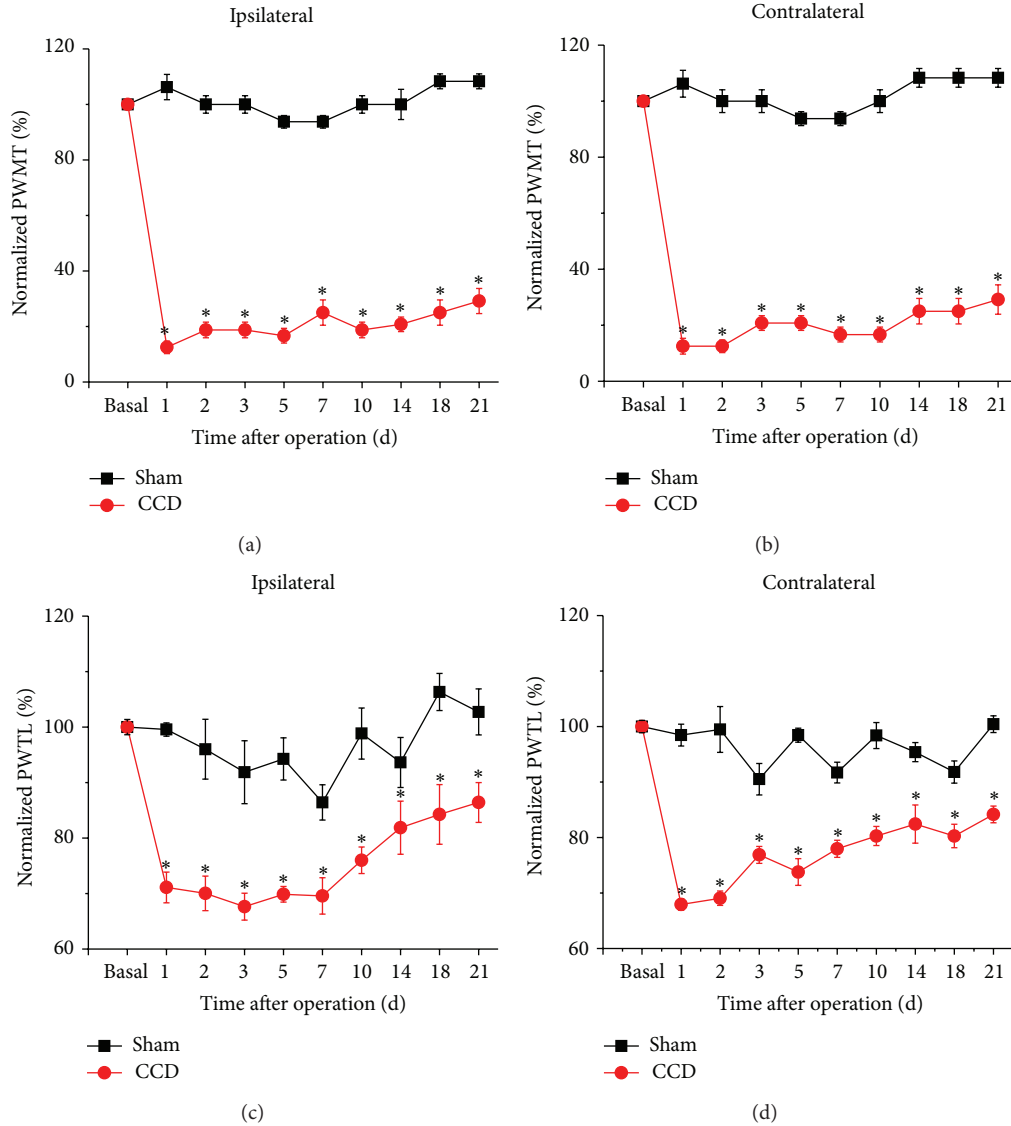 Ipsilateral
120
80
40
0
Normalized PWMT (%)
* * * * * * * * *
Basal 1 2 3 5 7 10 14 18 21
Time after operation (d)
Sham
CCD
(a)
Contralateral
120
80
40
0
Normalized PWMT (%)
* * * * * * * * *
Basal 1 2 3 5 7 10 14 18 21
Time after operation (d)
Sham
CCD
(b)
Ipsilateral
120
100
80
60
Normalized PWTL (%)
* * * * * * * * *
Basal 1 2 3 5 7 10 14 18 21
Time after operation (d)
Sham
CCD
(c)
Contralateral
120
100
80
60
Normalized PWTL (%)
* * * * * * * * *
Basal 1 2 3 5 7 10 14 18 21
Time after operation (d)
Sham
CCD
(d)